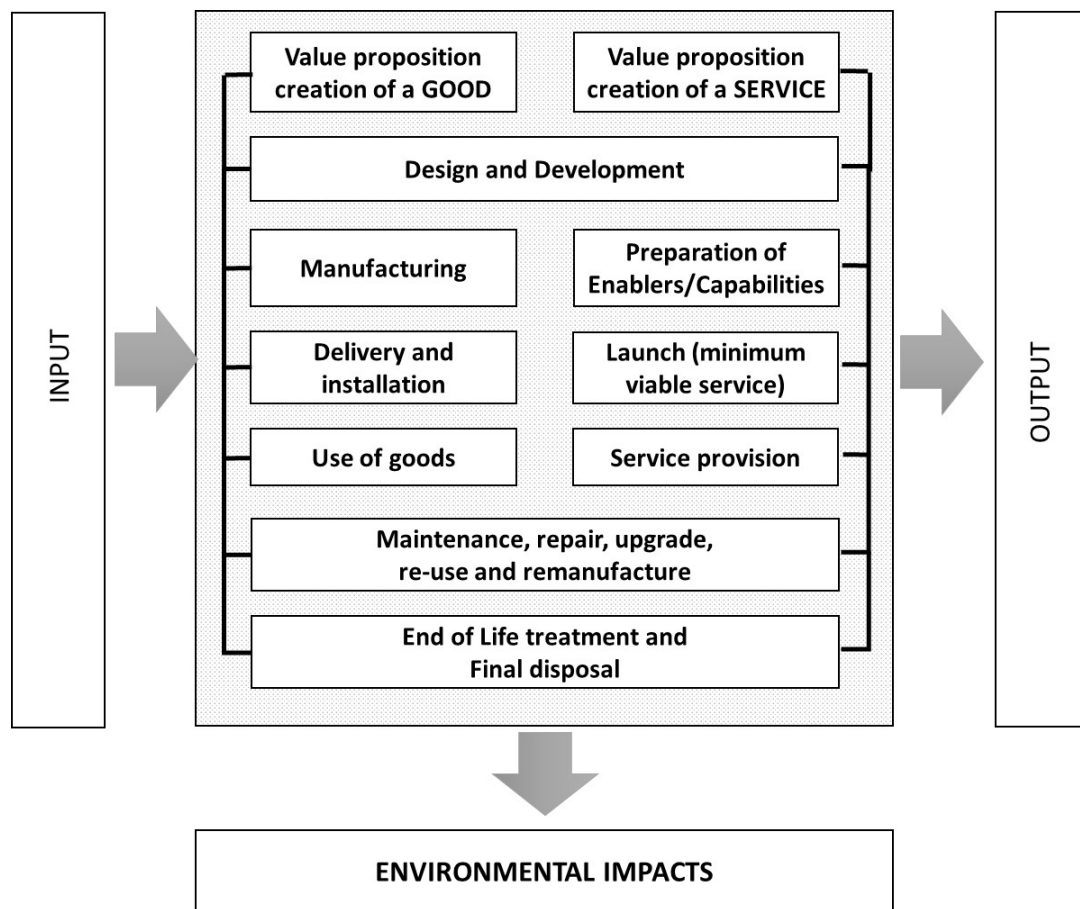 INPUT
Value proposition
creation of a GOOD
Value proposition
creation of a SERVICE
Design and Development
Manufacturing
Preparation of
Enablers/Capabilities
Delivery and
installation
Launch (minimum
viable service)
Use of goods
Service provision
Maintenance, repair, upgrade,
re-use and remanufacture
End of Life treatment and
Final disposal
OUTPUT
ENVIRONMENTAL IMPACTS